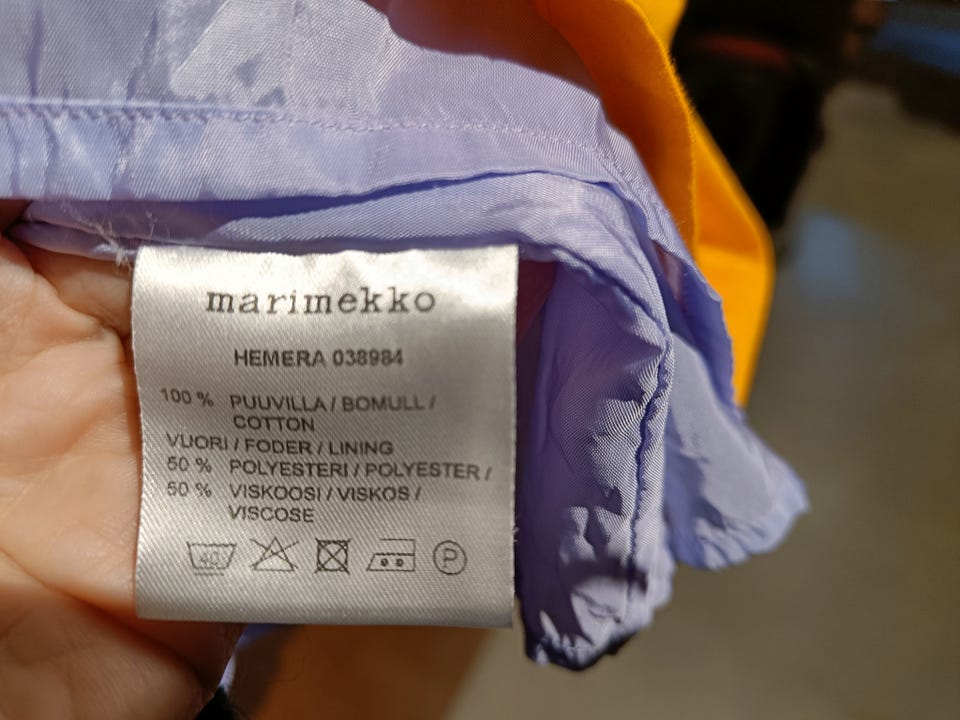 marimekko
HEMERA 038984
100 % PUUVILLA / BOMULL /
COTTON
VUORI / FODER / LINING
50 % POLYESTERI / POLYESTER /
50 % VISKOOSI / VISKOS /
VISCOSE
40 P